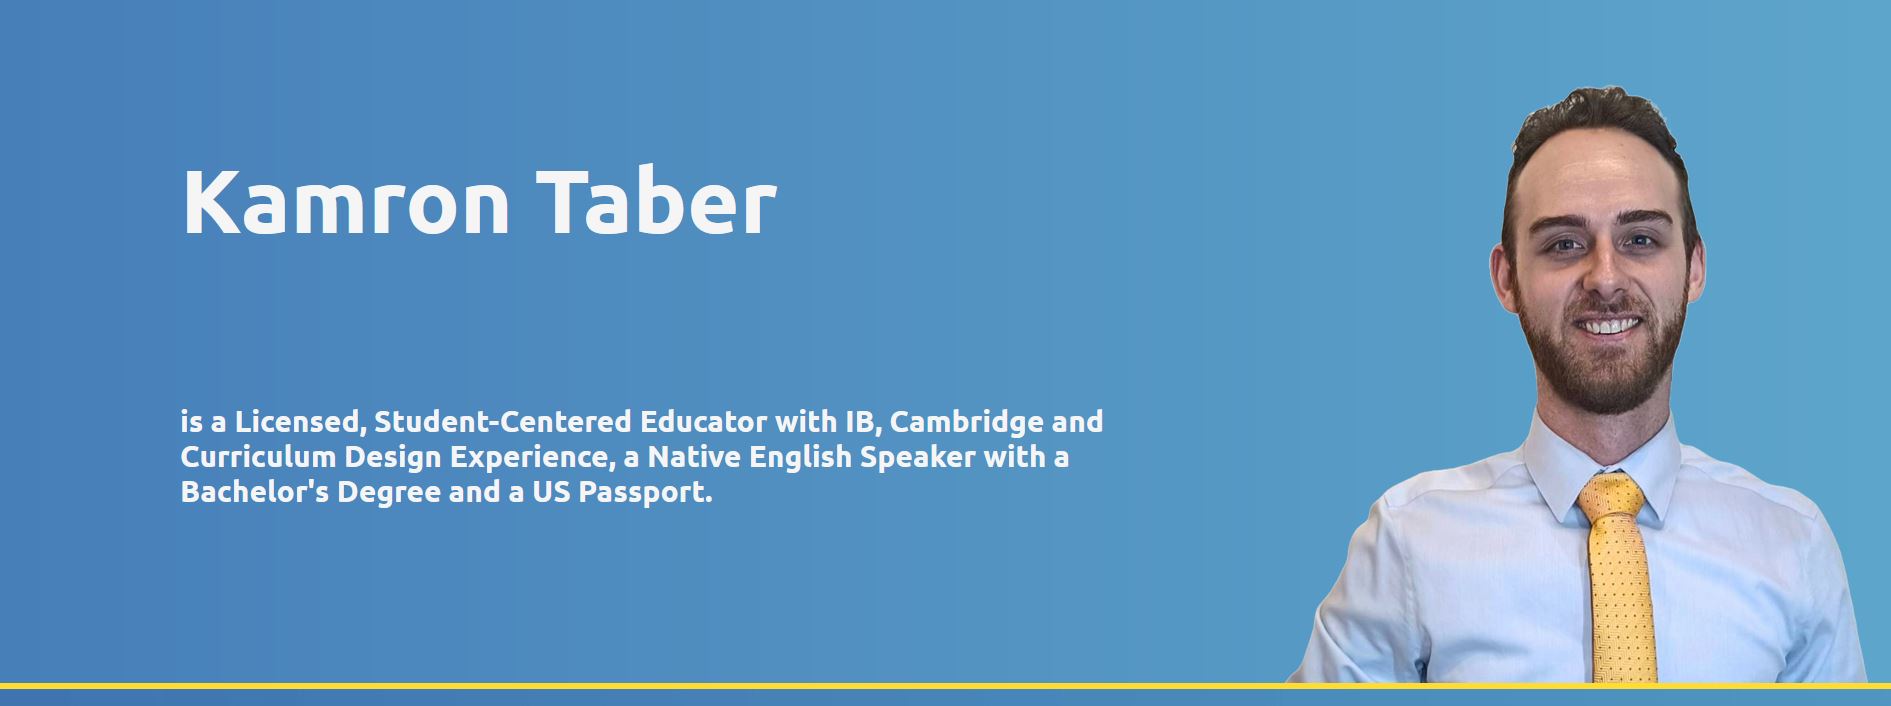 Kamron Taber
is a Licensed, Student-Centered Educator with IB, Cambridge and
Curriculum Design Experience, a Native English Speaker with a
Bachelor's Degree and a US Passport.